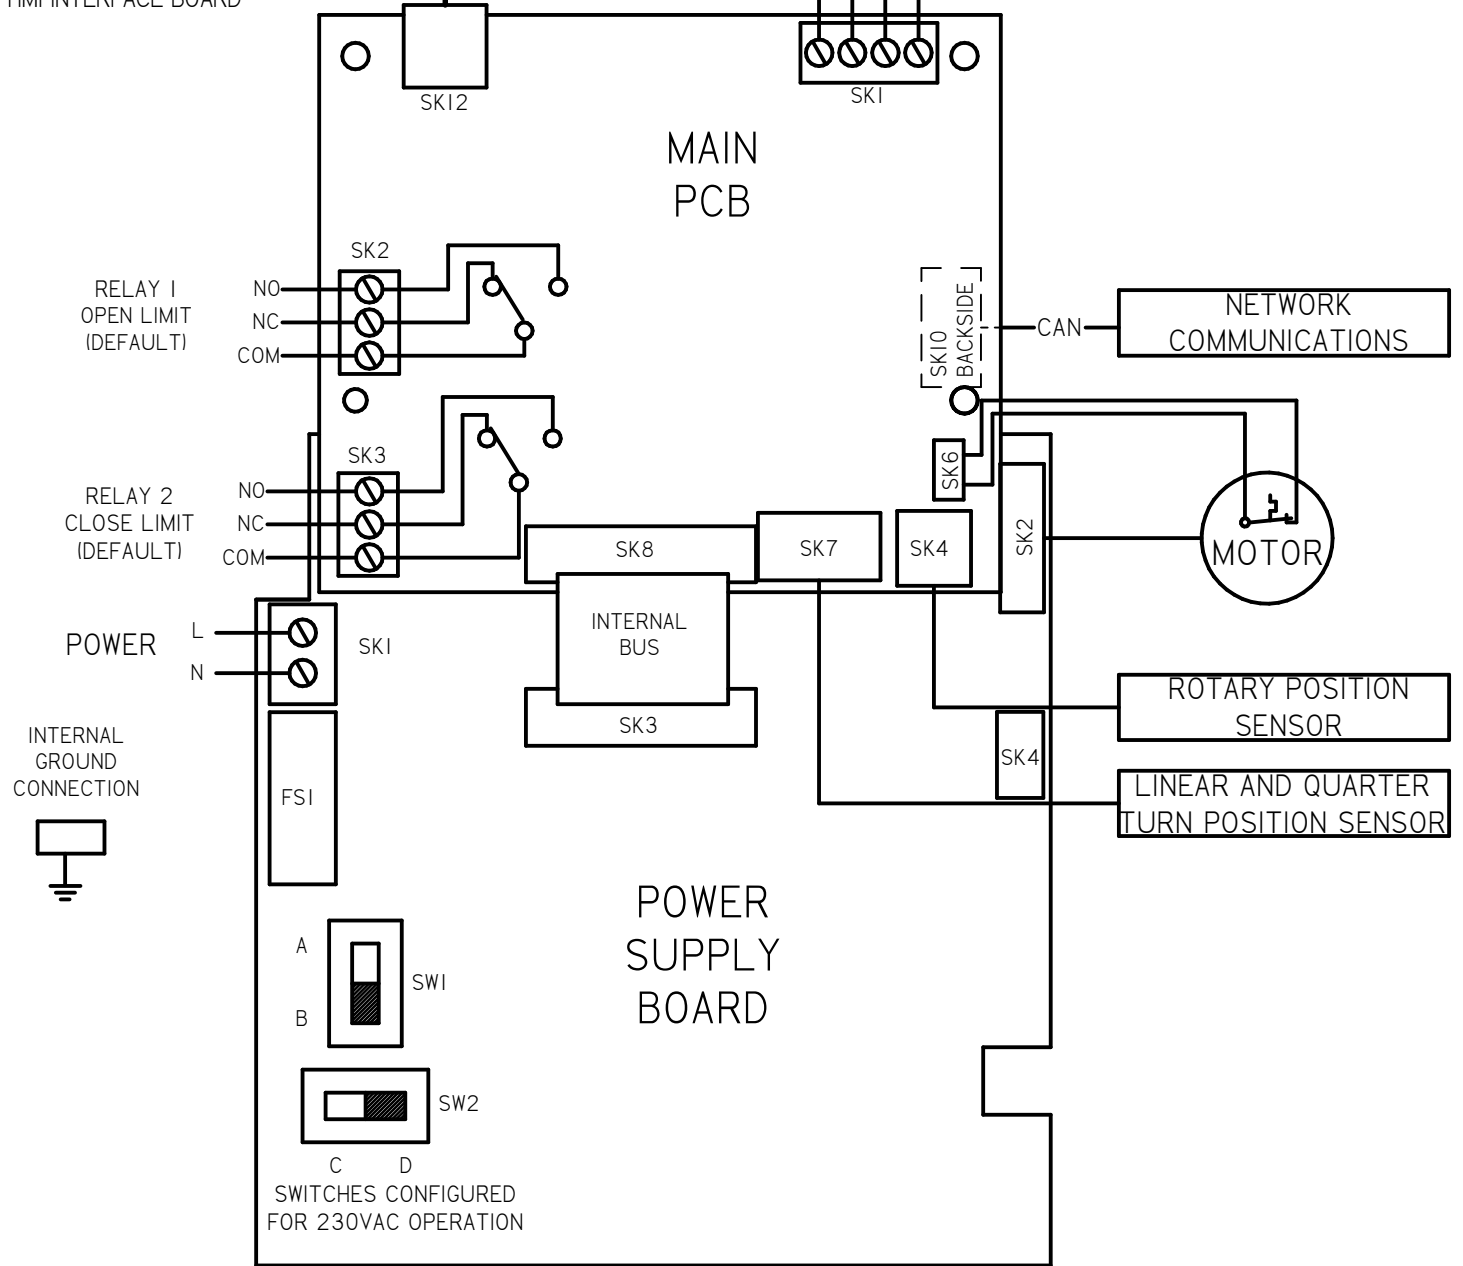 HMI INTERFACE BOARD
SK12
SK1
MAIN
PCB
SK2
RELAY 1
OPEN LIMIT
(DEFAULT)
NO
NC
COM
SK10
BACKSIDE
CAN
NETWORK
COMMUNICATIONS
SK3
RELAY 2
CLOSE LIMIT
(DEFAULT)
NO
NC
COM
SK6
SK8
SK7
SK4
SK2
MOTOR
INTERNAL
BUS
POWER
L
N
SK1
SK3
ROTARY POSITION
SENSOR
SK4
LINEAR AND QUARTER
TURN POSITION SENSOR
INTERNAL
GROUND
CONNECTION
FS1
POWER
SUPPLY
BOARD
A
B
SW1
SW2
C D
SWITCHES CONFIGURED
FOR 230VAC OPERATION